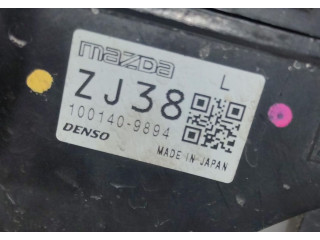 mazda
L
ZJ38
100140-9894
DENSO
MADE IN JAPAN